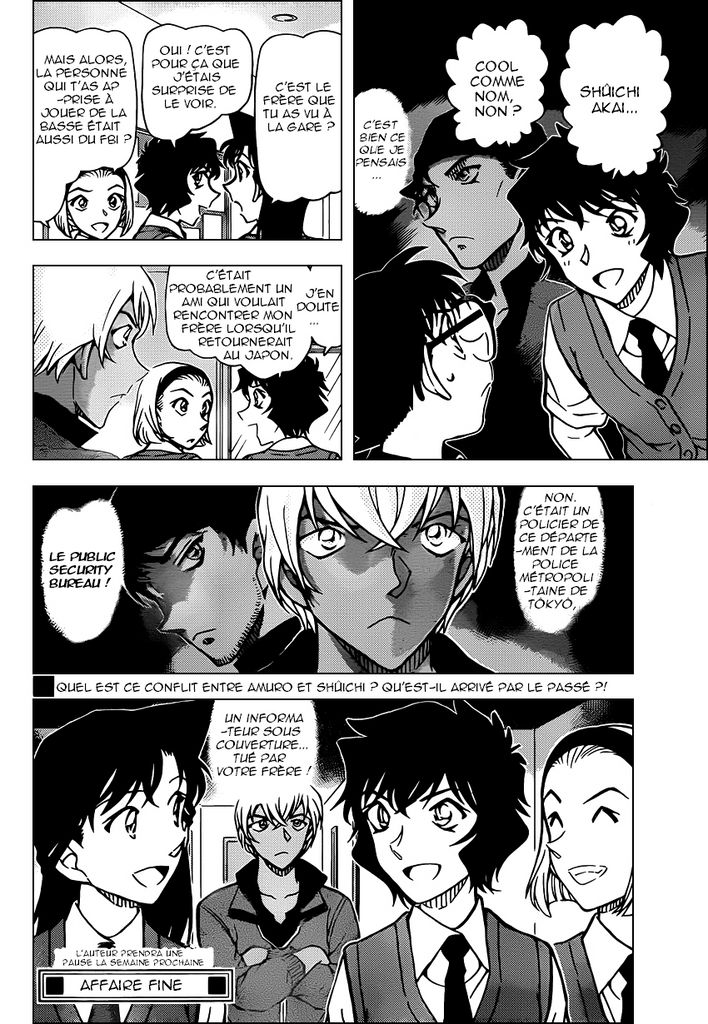 SHÛICHI
AKAI...
COOL
COMME
NOM,
NON ?
C'EST
BIEN CE
QUE JE
PENSAIS
...
C'EST LE
FRÈRE QUE
TU AS VU À
LA GARE ?
OUI ! C'EST
POUR ÇA QUE
J'ÉTAIS
SURPRISE DE
LE VOIR.
MAIS ALORS,
LA PERSONNE
QUI T'AS AP
-PRISE À
JOUER DE LA
BASSE ÉTAIT
AUSSI DU FBI ?
J'EN
DOUTE
...
C'ÉTAIT
PROBABLEMENT UN
AMI QUI VOULAIT
RENCONTRER MON
FRÈRE LORSQU'IL
RETOURNERAIT
AU JAPON.
NON.
C'ÉTAIT UN
POLICIER DE
CE DÉPARTE
-MENT DE LA
POLICE
MÉTROPOLI
-TAINE DE
TÔKYÔ,
LE PUBLIC
SECURITY
BUREAU !
QUEL EST CE CONFLIT ENTRE AMURO ET SHÛICHI ? QU'EST-IL ARRIVÉ PAR LE PASSÉ ?!
UN INFORMA
-TEUR SOUS
COUVERTURE...
TUÉ PAR
VOTRE FRÈRE !
L'AUTEUR PRENDRA UNE
PAUSE LA SEMAINE PROCHAINE
AFFAIRE FINE